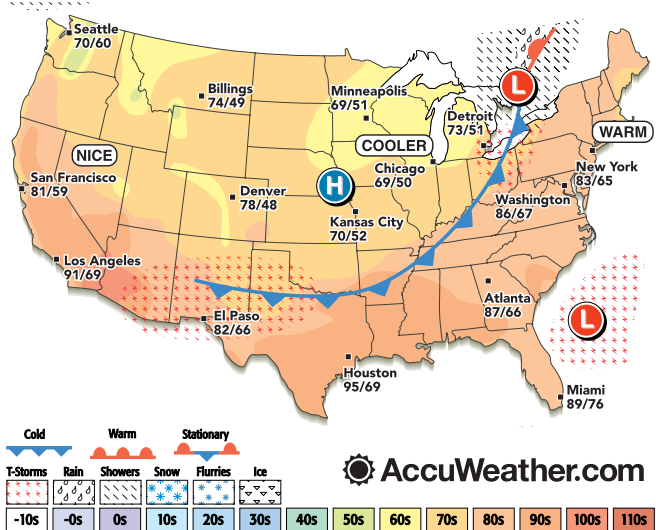 Seattle
70/60
Billings
74/49
Minneapolis
69/51
L
Detroit
73/51
WARM
COOLER
NICE
Chicago
69/50
New York
83/65
San Francisco
81/59
H
Denver
78/48
Washington
86/67
Kansas City
70/52
Los Angeles
91/69
Atlanta
87/66
L
El Paso
82/66
Houston
95/69
Miami
89/76
Cold
Warm
Stationary
T-Storms
Rain
Showers
Snow
Flurries
Ice
AccuWeather.com
-10s
-0s
0s
10s
20s
30s
40s
50s
60s
70s
80s
90s
100s
110s